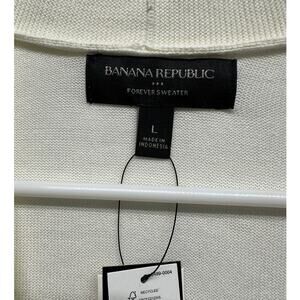 BANANA REPUBLIC
FOREVER SWEATER
L
MADE IN
INDONESIA
RECYCLED